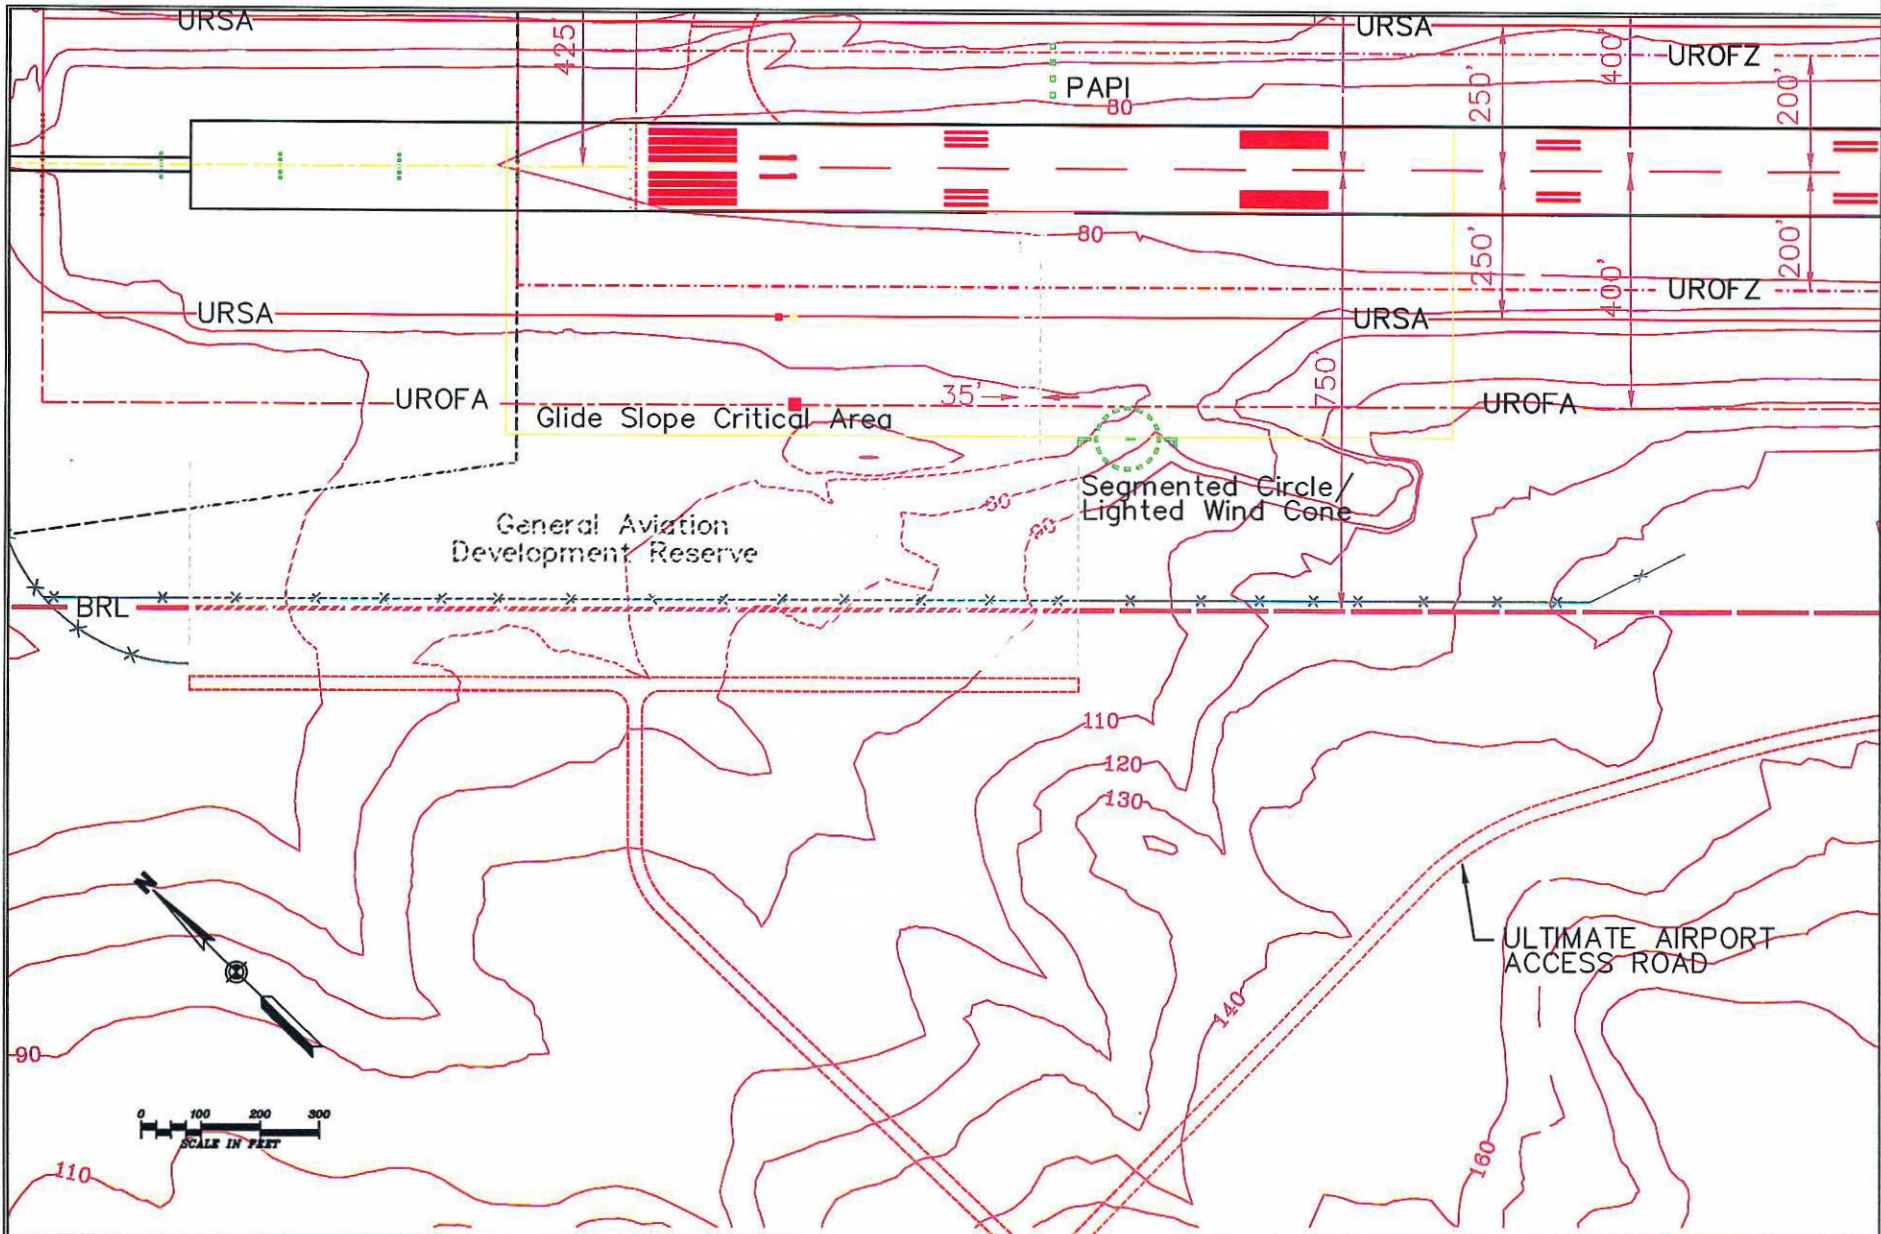 URSA
425'
URSA
400'
UROFZ
PAPI
80
250'
200'
80
250'
400'
200'
UROFZ
URSA
URSA
750'
UROFA
35'
UROFA
Glide Slope Critical Area
Segmented Circle/
Lighted Wind Cone
80
90
General Aviation
Development Reserve
BRL
110
120
130
N
ULTIMATE AIRPORT
ACCESS ROAD
140
90
0 100 200 300
SCALE IN FEET
110
160